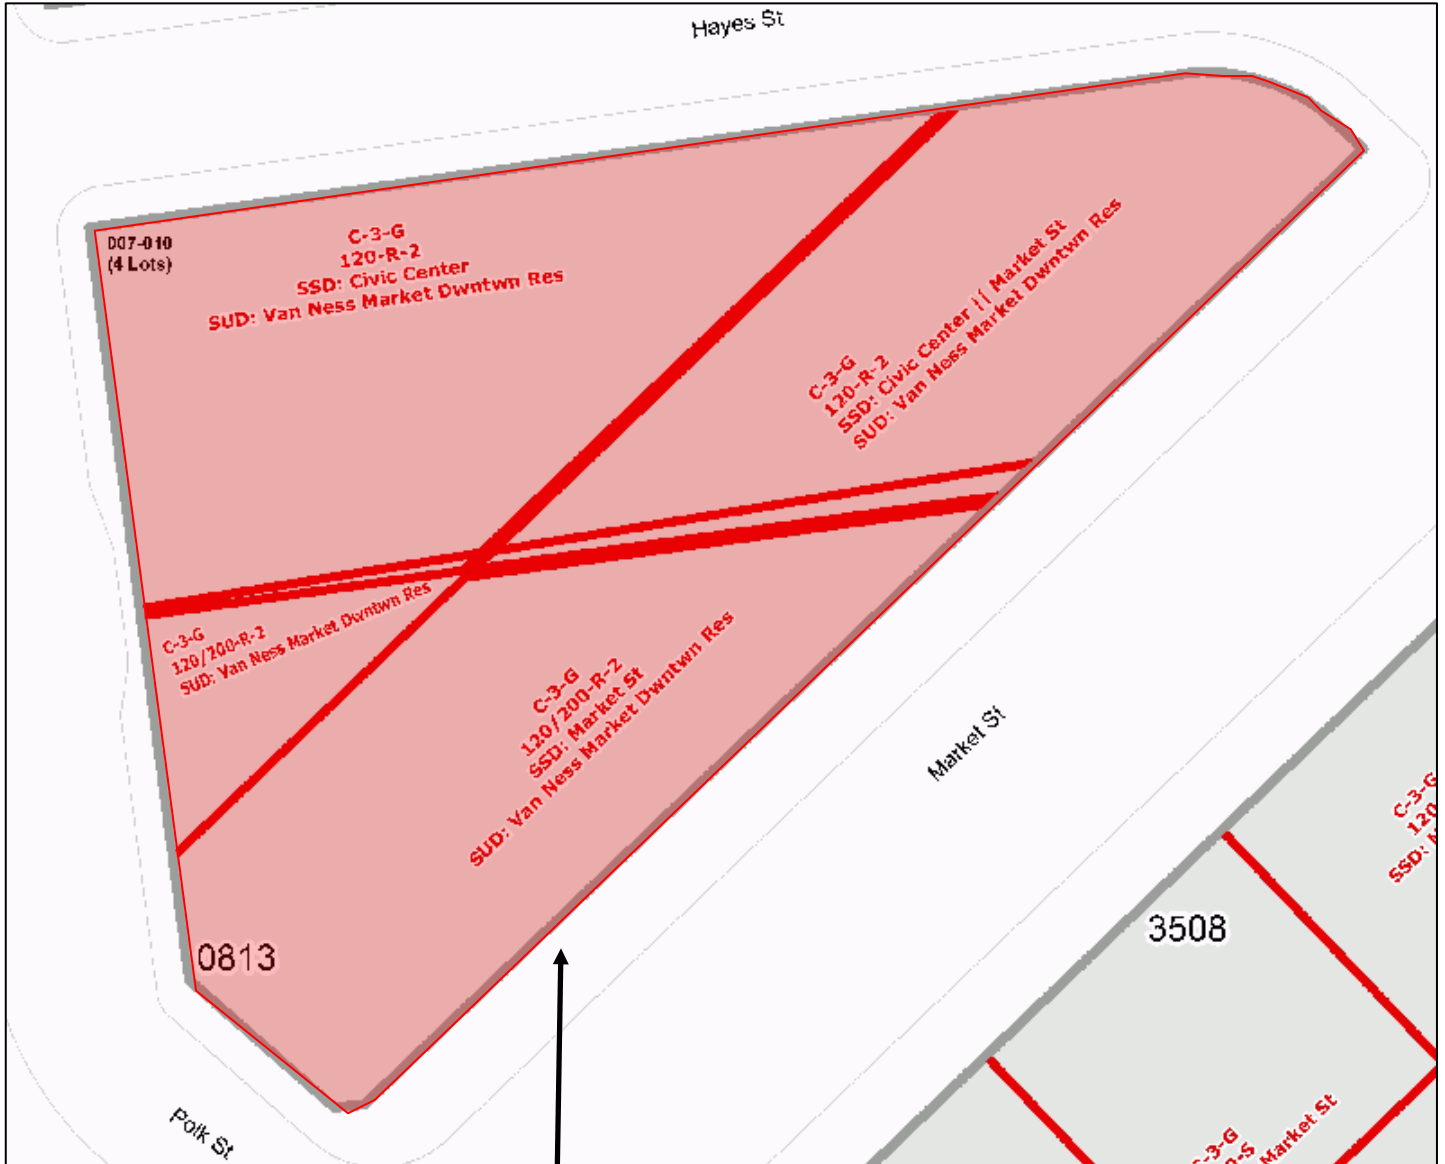 Hayes St
007-010
(4 Lots)
C-3-G
120-R-2
SSD: Civic Center
SUD: Van Ness Market Dwntwn Res
C-3-G
120-R-2
SSD: Civic Center || Market St
SUD: Van Ness Market Dwntwn Res
C-3-G
120/200-R-2
SUD: Van Ness Market Dwntwn Res
C-3-G
120/200-R-2
SSD: Market St
SUD: Van Ness Market Dwntwn Res
Market St
C-3-G
120
SSD:
3508
0813
Polk St
-3-G
-S
Market St